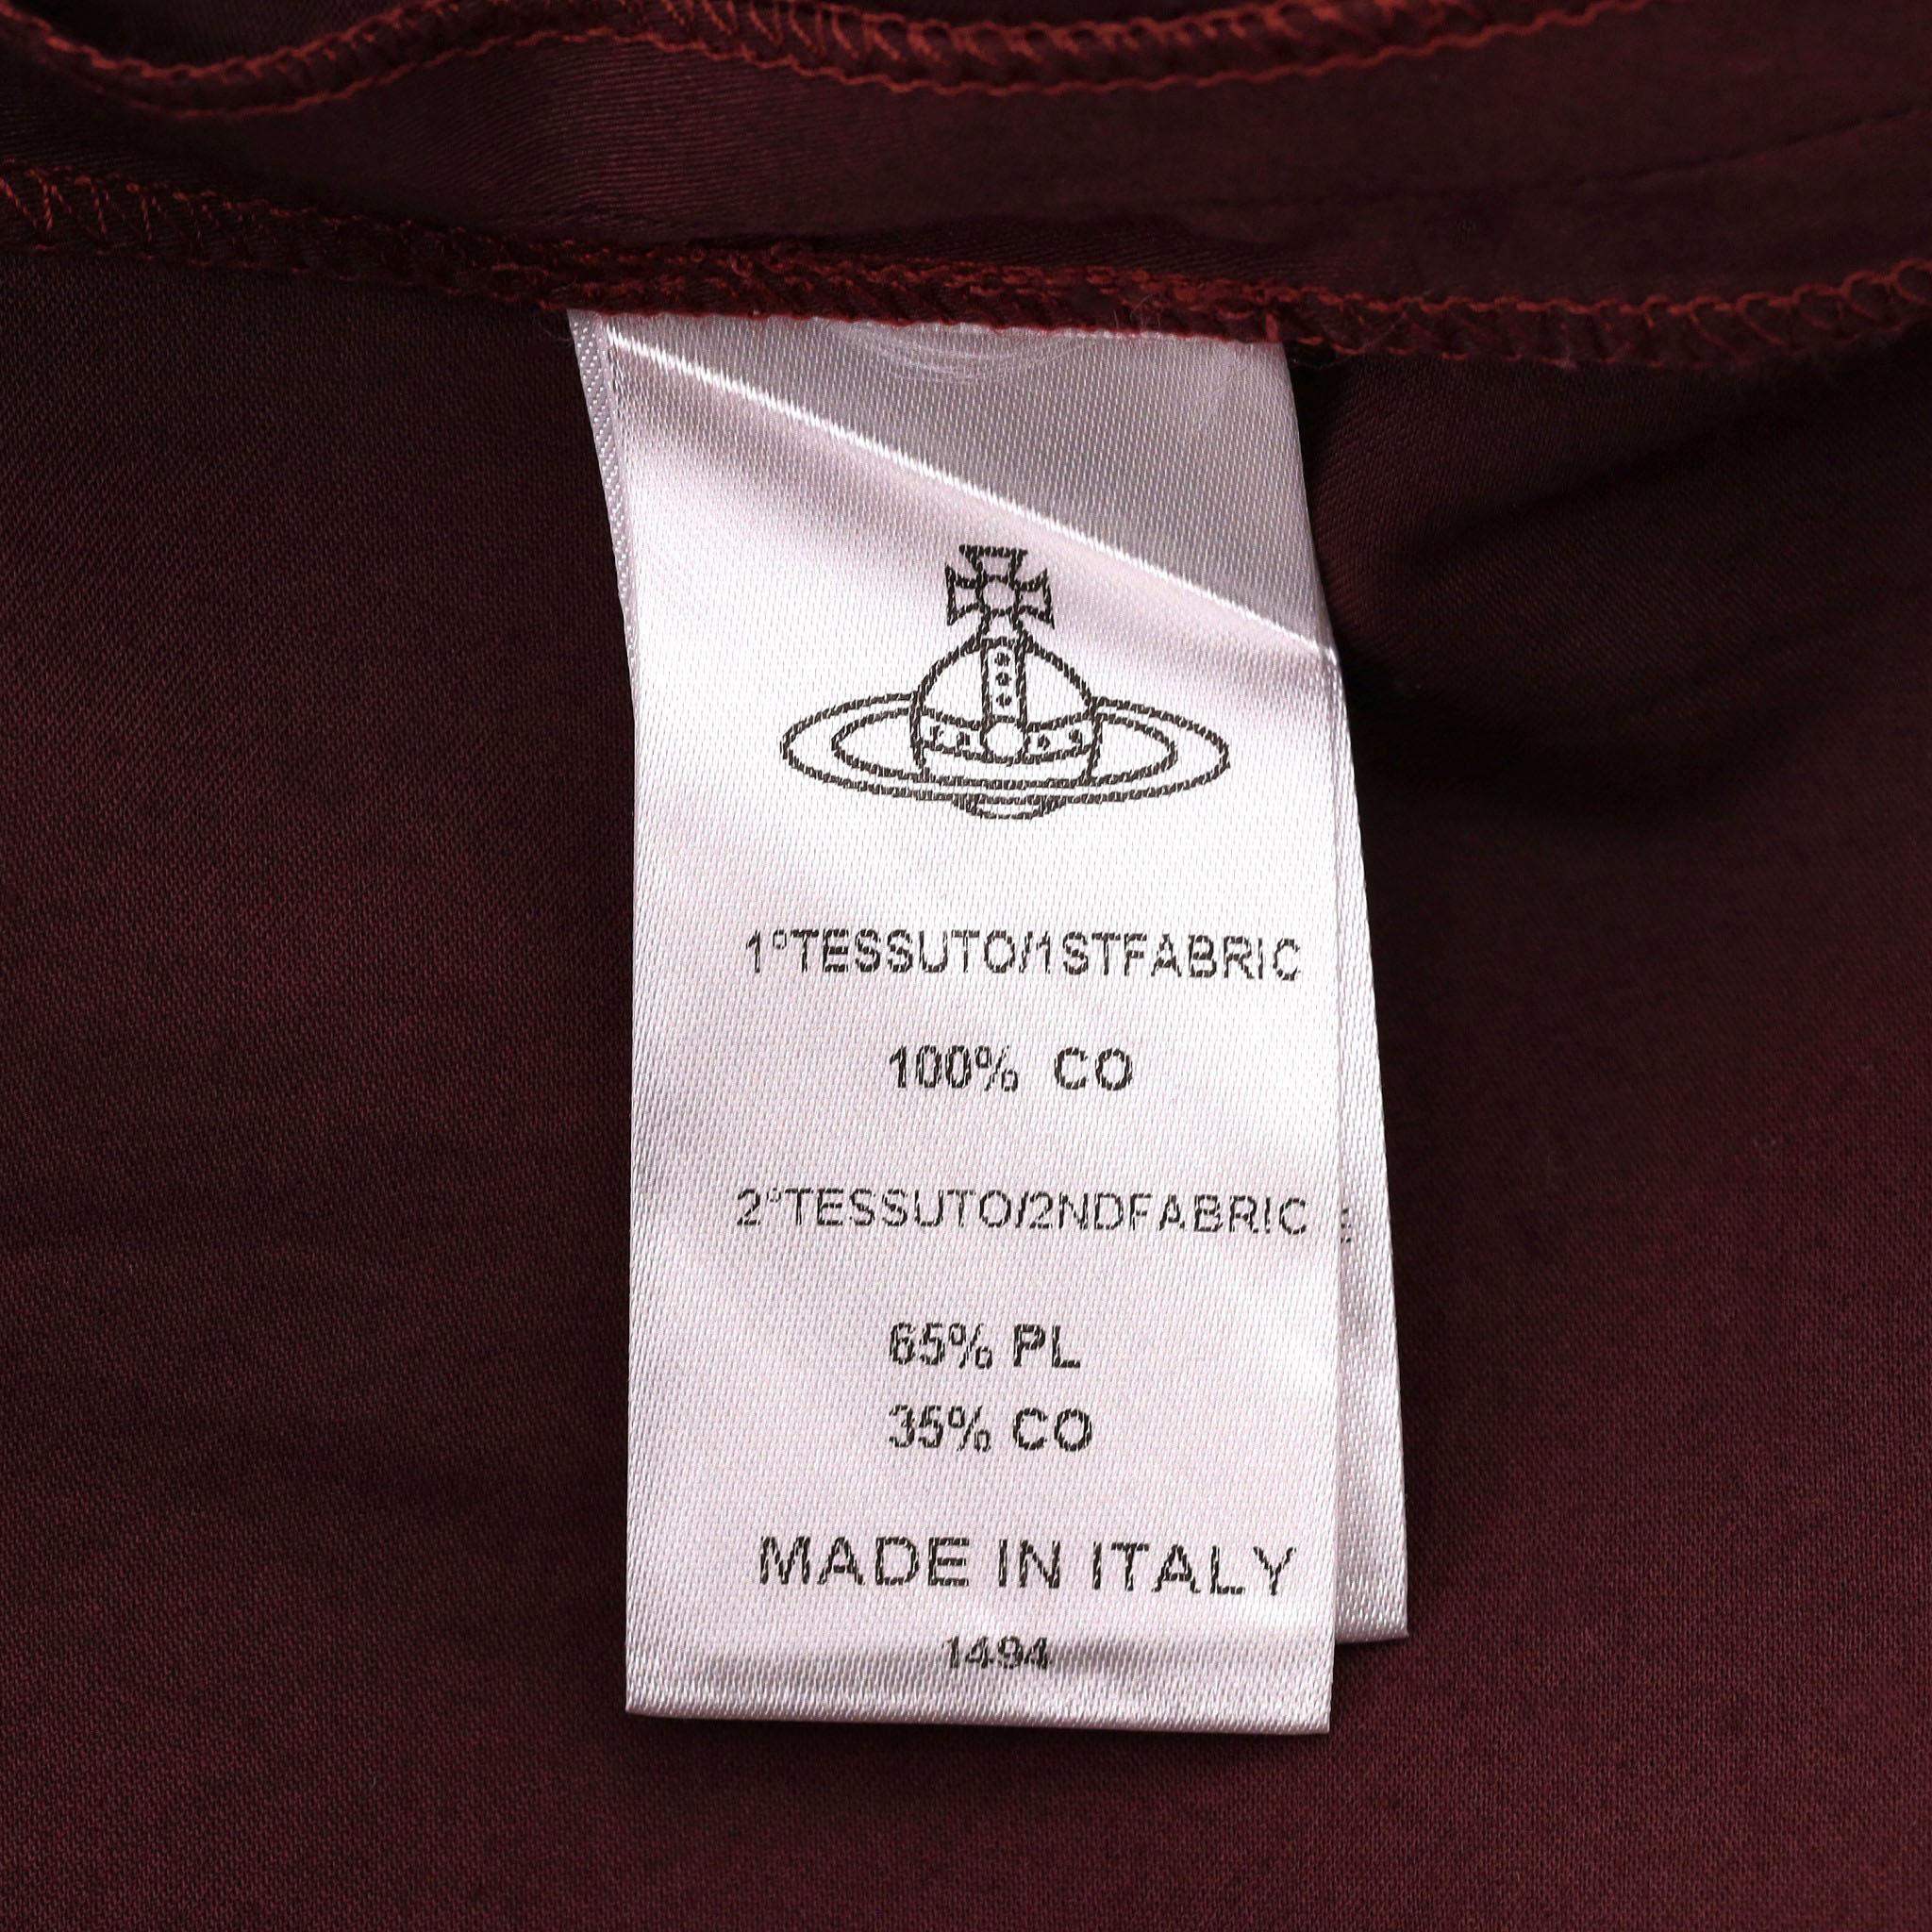 1°TESSUTO/1STFABRIC
100% CO
2°TESSUTO/2NDFABRIC
65% PL
35% CO
MADE IN ITALY
1494